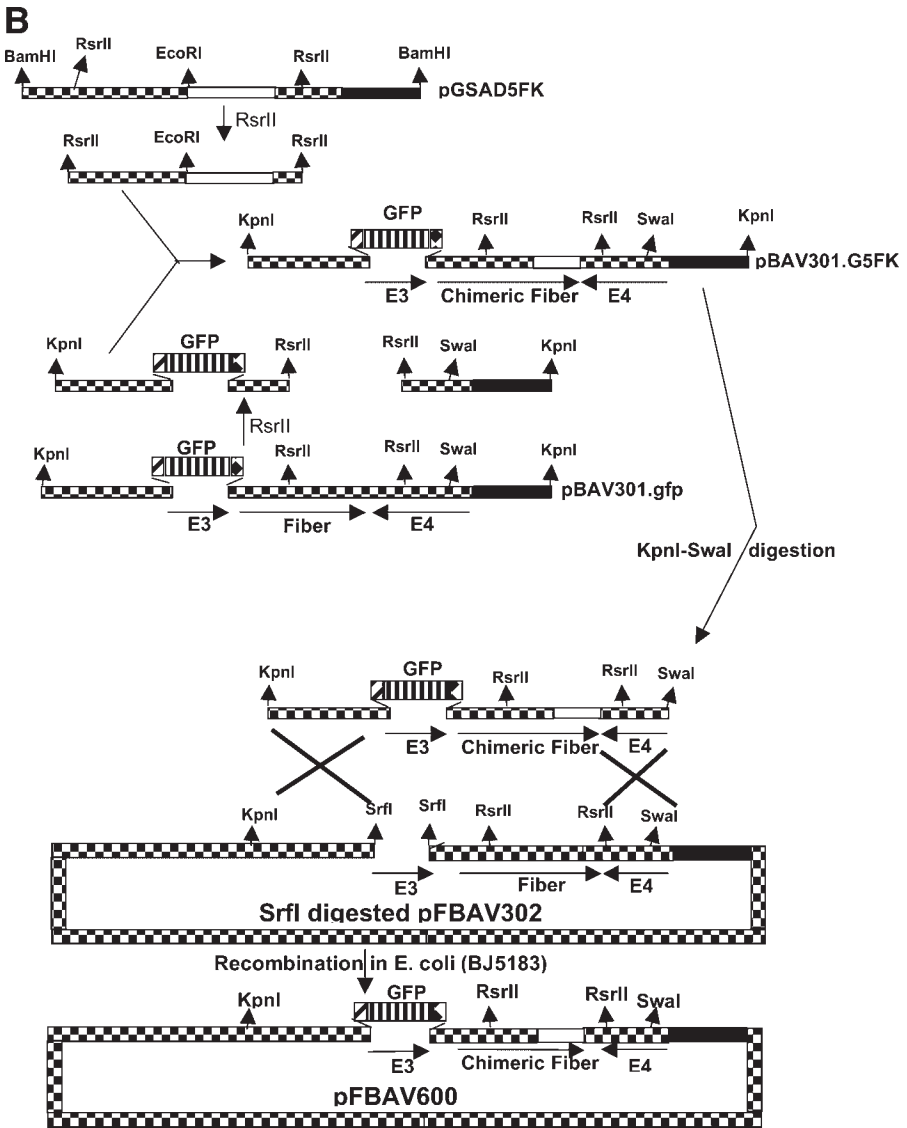 B
BamHI RsrII EcoRI RsrII BamHI
pGSAD5FK
RsrII
RsrII EcoRI RsrII
KpnI GFP RsrII RsrII SwaI KpnI
pBAV301.G5FK
E3 Chimeric Fiber E4
KpnI GFP RsrII RsrII SwaI KpnI
RsrII
KpnI GFP RsrII RsrII SwaI KpnI
pBAV301.gfp
E3 Fiber E4
KpnI-SwaI digestion
KpnI GFP RsrII RsrII SwaI
E3 Chimeric Fiber E4
KpnI SrfI SrfI RsrII RsrII SwaI
E3 Fiber E4
SrfI digested pFBAV302
Recombination in E. coli (BJ5183)
KpnI GFP RsrII RsrII SwaI
E3 Chimeric Fiber E4
pFBAV600